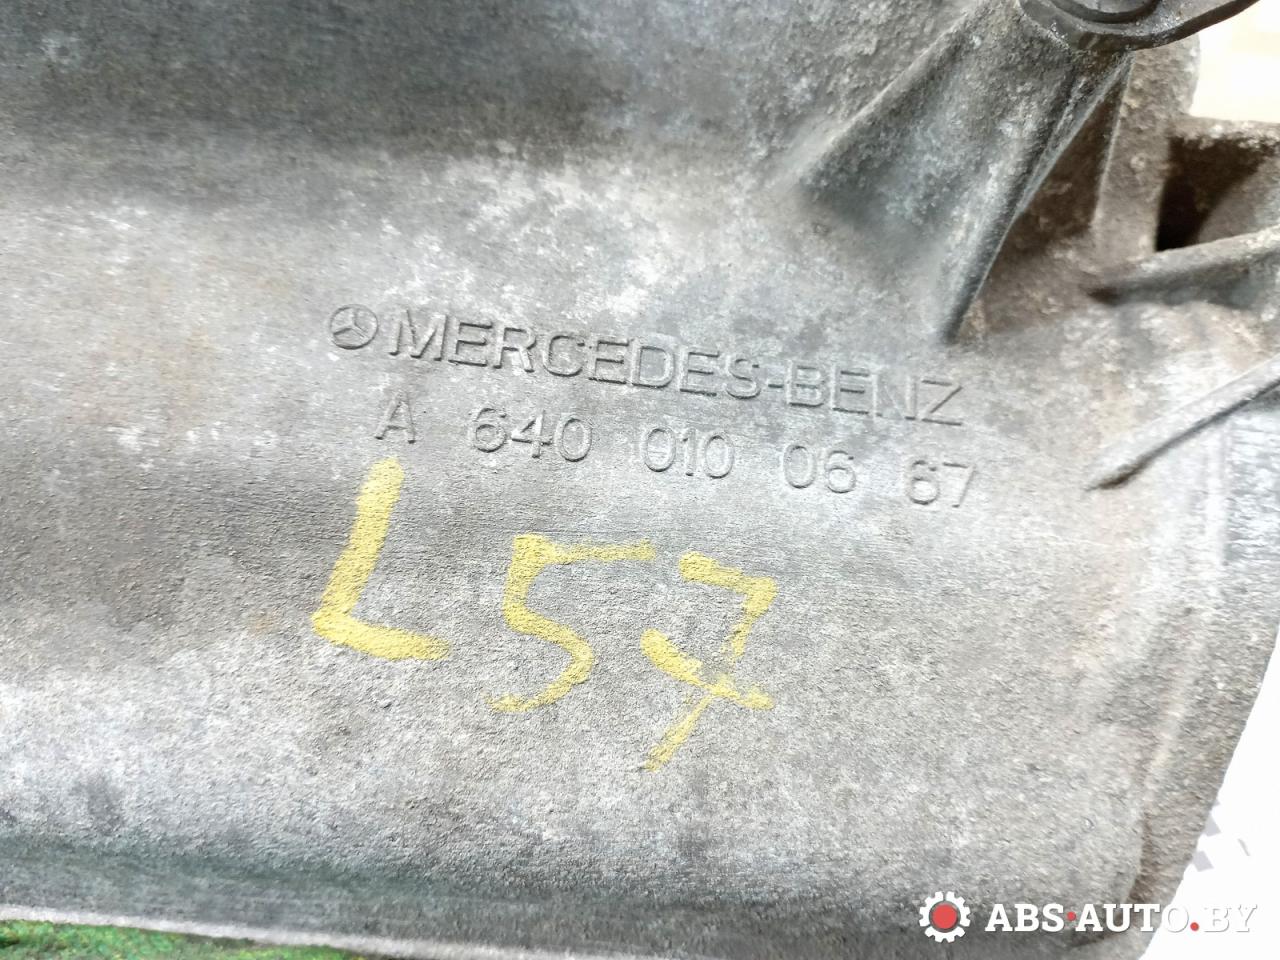 MERCEDES-BENZ
A 640 010 06 67
L57
ABS-AUTO.BY